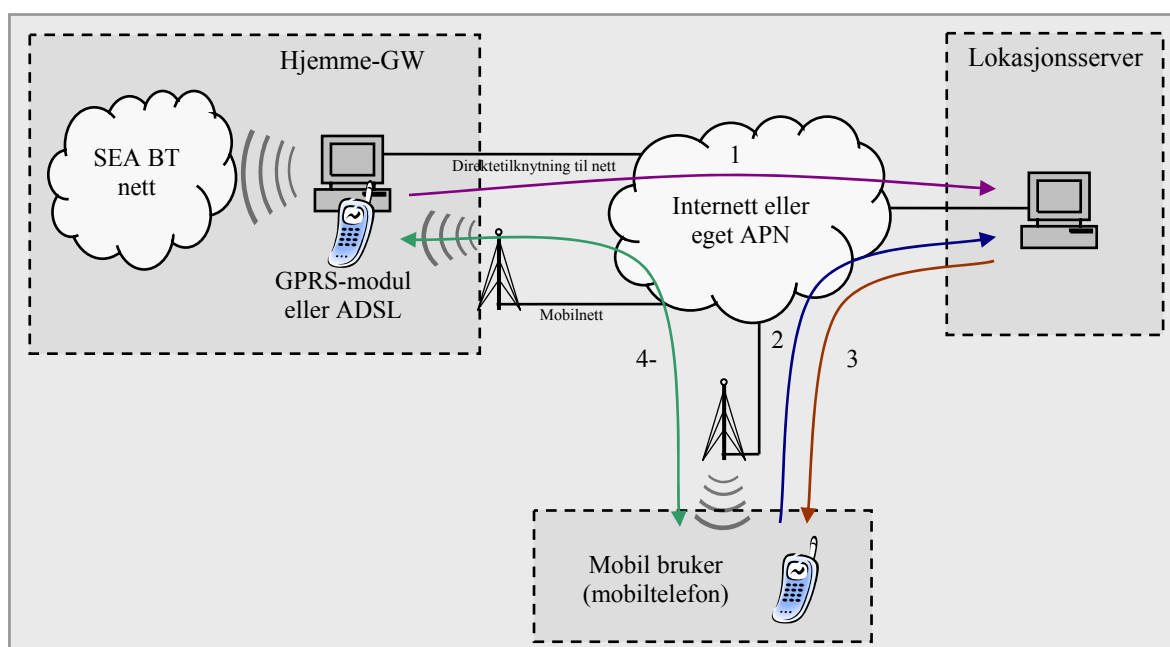 Hjemme-GW
Lokasjonsserver
SEA BT
nett
Direktetilknytning til nett
1
Internett eller
eget APN
GPRS-modul
eller ADSL
Mobilnett
4-
2
3
Mobil bruker
(mobiltelefon)